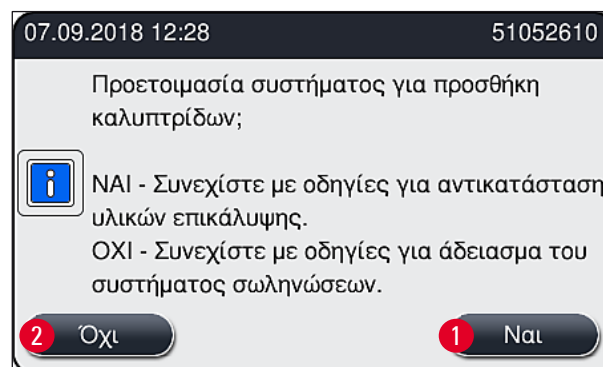 07.09.2018 12:28 51052610
Προετοιμασία συστήματος για προσθήκη
καλυπτρίδων;
ΝΑΙ - Συνεχίστε με οδηγίες για αντικατάσταση
υλικών επικάλυψης.
ΟΧΙ - Συνεχίστε με οδηγίες για άδειασμα του
συστήματος σωληνώσεων.
2 Όχι 1 Ναι